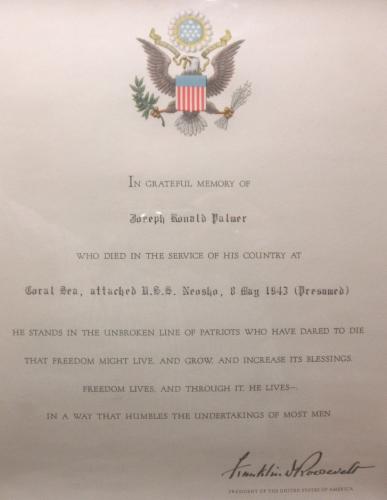 In grateful memory of
Joseph Ronald Palmer
WHO DIED IN THE SERVICE OF HIS COUNTRY AT
Coral Sea, attached U.S.S. Neosho, 8 May 1943 (Presumed)
HE STANDS IN THE UNBROKEN LINE OF PATRIOTS WHO HAVE DARED TO DIE
THAT FREEDOM MIGHT LIVE, AND GROW, AND INCREASE ITS BLESSINGS.
FREEDOM LIVES, AND THROUGH IT, HE LIVES—
IN A WAY THAT HUMBLES THE UNDERTAKINGS OF MOST MEN
Franklin D Roosevelt
PRESIDENT OF THE UNITED STATES OF AMERICA